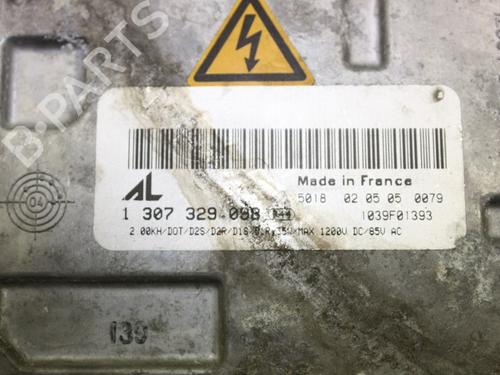 B-PARTS
AL
Made in France
5018 02 05 05 0079
1 307 329 098
1039F01393
2.00KH/DOT/D2S/D2R/D1S/D1R,35W,MAX 1200V DC/85V AC
04
139